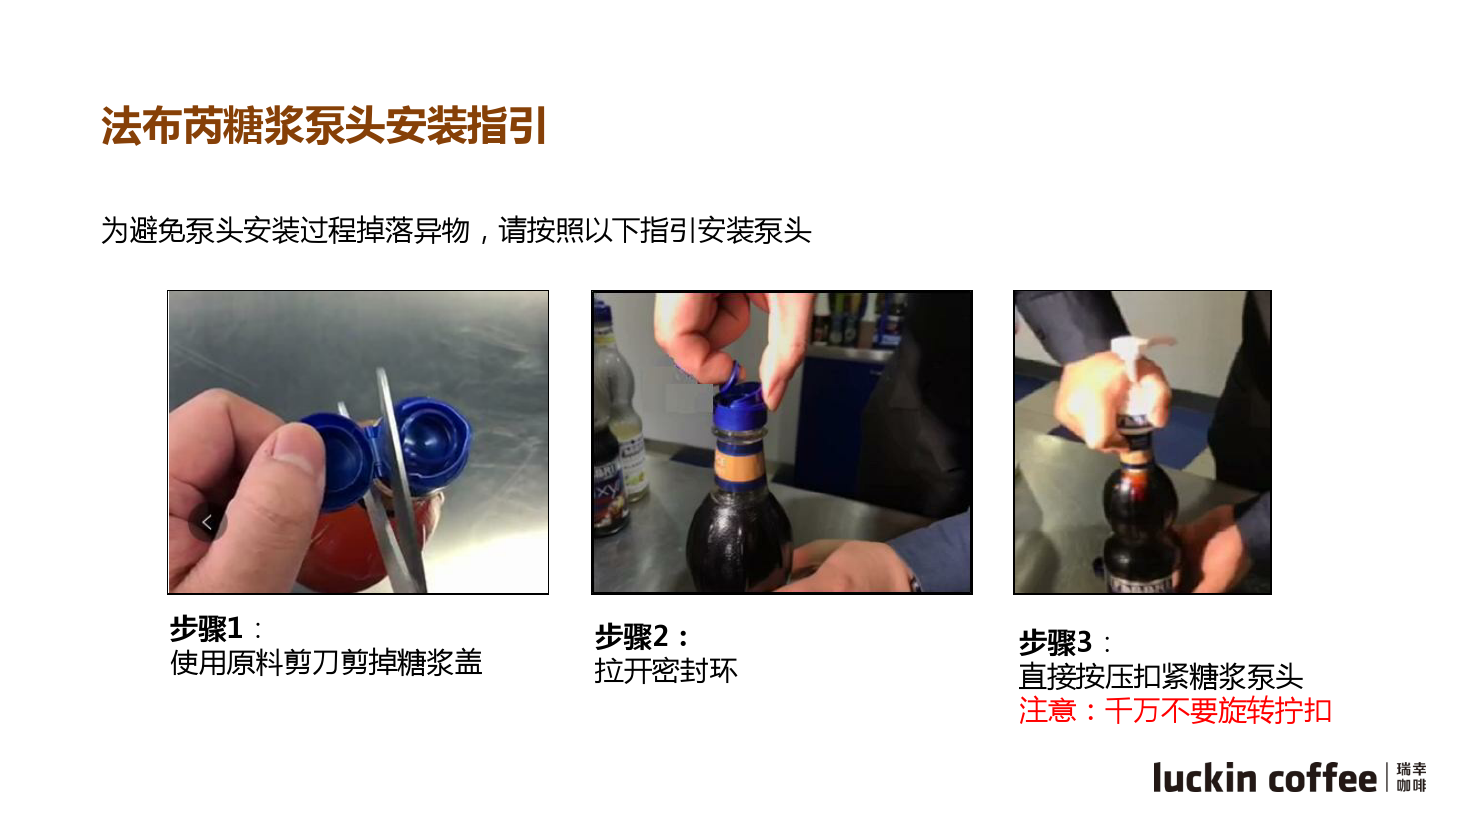 法布芮糖浆泵头安装指引
为避免泵头安装过程掉落异物，请按照以下指引安装泵头
步骤1：
使用原料剪刀剪掉糖浆盖
步骤2：
拉开密封环
步骤3：
直接按压扣紧糖浆泵头
注意：千万不要旋转拧扣
luckin coffee
瑞幸
咖啡